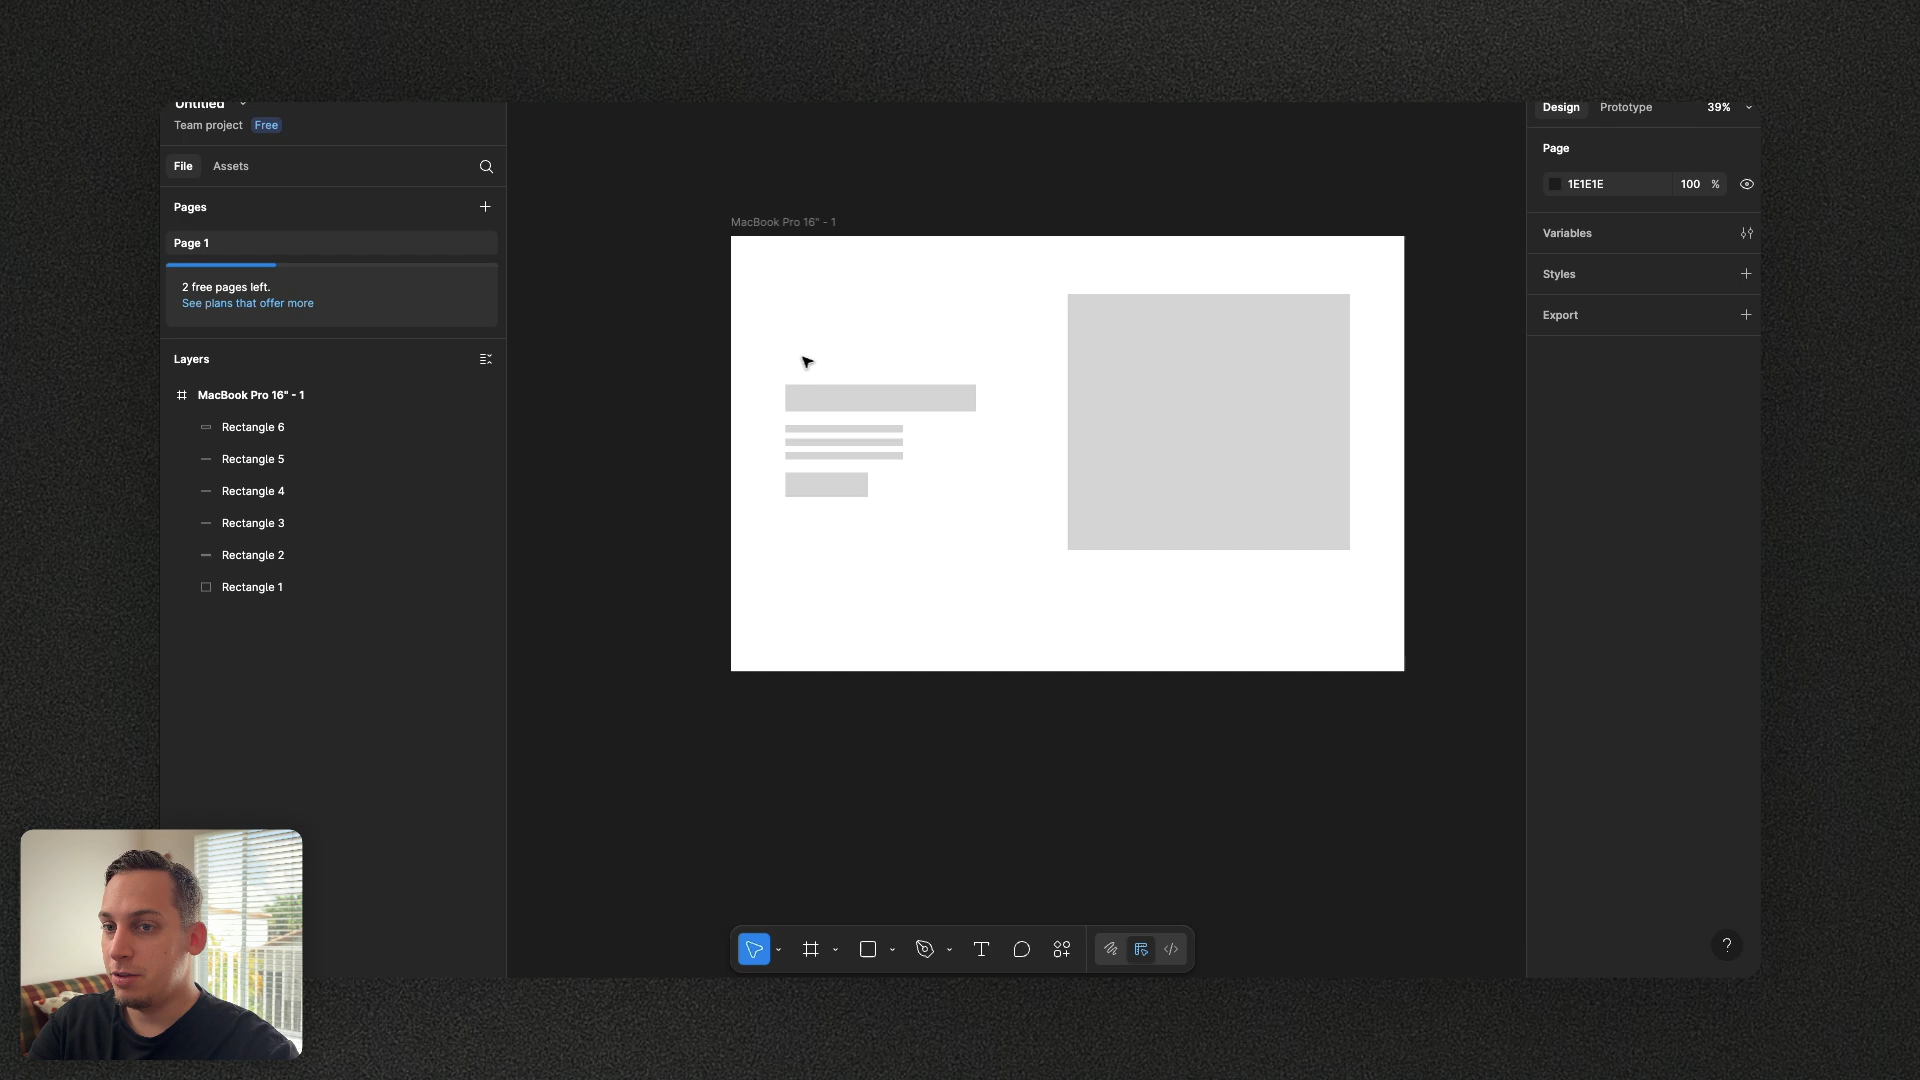 Untitled
Team project Free
File Assets
Pages
Page 1
2 free pages left.
See plans that offer more
Layers
MacBook Pro 16" - 1
Rectangle 6
Rectangle 5
Rectangle 4
Rectangle 3
Rectangle 2
Rectangle 1
MacBook Pro 16" - 1
Design Prototype 39%
Page
1E1E1E 100 %
Variables
Styles
Export
?